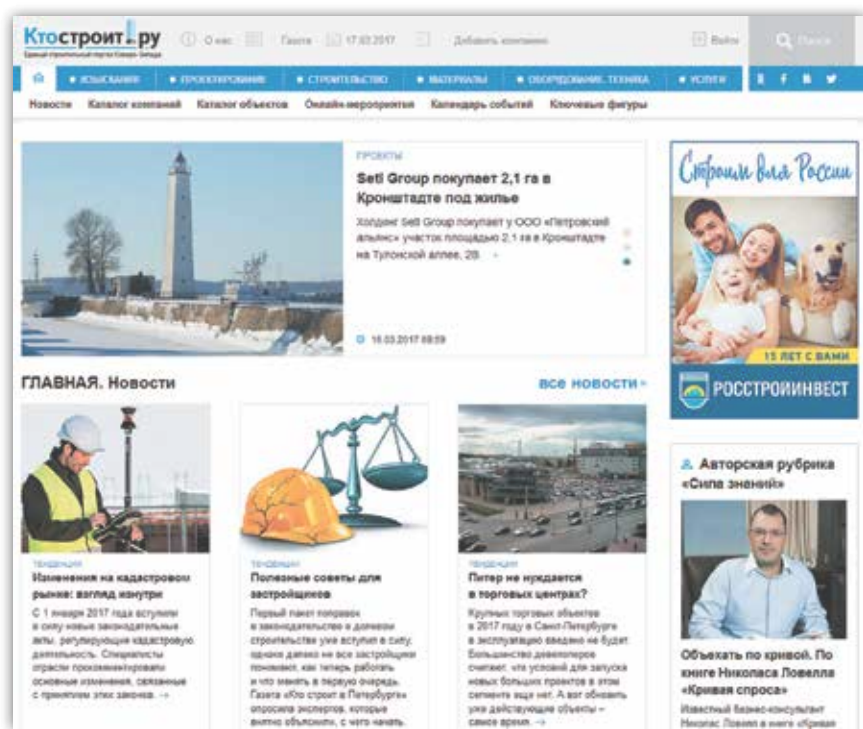 Ктостроит.ру
Единый строительный портал Северо-Запада
О нас Газета 17.03.2017 Добавить компанию Войти Поиск
ИЗЫСКАНИЯ ПРОЕКТИРОВАНИЕ СТРОИТЕЛЬСТВО МАТЕРИАЛЫ ОБОРУДОВАНИЕ. ТЕХНИКА УСЛУГИ
Новости Каталог компаний Каталог объектов Онлайн-мероприятия Календарь событий Ключевые фигуры
ПРОЕКТЫ
Setl Group покупает 2,1 га в
Кронштадте под жилье
Холдинг Setl Group покупает у ООО «Петровский
альянс» участок площадью 2,1 га в Кронштадте
на Тулонской аллее, 2В. →
16.03.2017 09:59
Строим для России
15 ЛЕТ С ВАМИ
РОССТРОЙИНВЕСТ
ГЛАВНАЯ. Новости
все новости
ТЕНДЕНЦИИ
Изменения на кадастровом
рынке: взгляд изнутри
С 1 января 2017 года вступили
в силу новые законодательные
акты, регулирующие кадастровую
деятельность. Специалисты
отрасли прокомментировали
основные изменения, связанные
с принятием этих законов. →
ТЕНДЕНЦИИ
Полезные советы для
застройщиков
Первый пакет поправок
в законодательство о долевом
строительстве уже вступил в силу,
однако далеко не все застройщики
понимают, как теперь работать
и что менять в первую очередь.
Газета «Кто строит в Петербурге»
опросила экспертов, которые
внятно объяснили, с чего начать.
ТЕНДЕНЦИИ
Питер не нуждается
в торговых центрах?
Крупных торговых объектов
в 2017 году в Санкт-Петербурге
в эксплуатацию введено не будет.
Большинство девелоперов
считает, что условий для запуска
новых больших проектов в этом
сегменте еще нет. А вот обновить
уже действующие объекты –
самое время. →
Авторская рубрика
«Сила знаний»
Объехать по кривой. По
книге Николаса Ловелла
«Кривая спроса»
Известный бизнес-консультант
Николас Ловелл в книге «Кривая